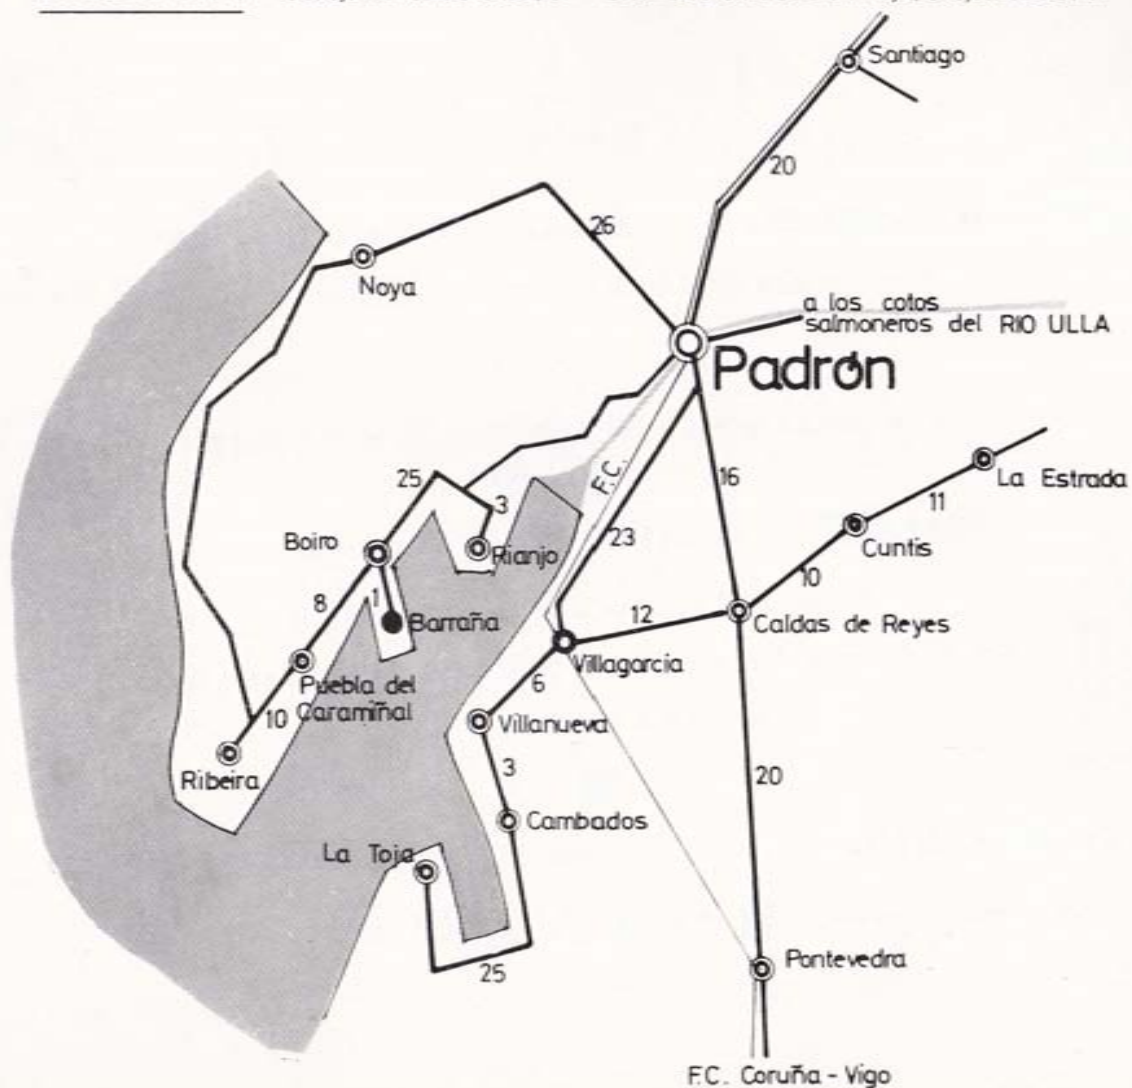 Santiago
20
26
Noya
a los cotos
salmoneros del RIO ULLA
Padrón
25
3
F.C.
16
La Estrada
11
Boiro
Rianjo
23
Cuntis
10
8
1
Barraña
12
Caldas de Reyes
Villagarcia
Puebla del
Caramiñal
10
6
Villanueva
Ribeira
3
20
Cambados
La Toja
25
Pontevedra
F.C. Coruña - Vigo